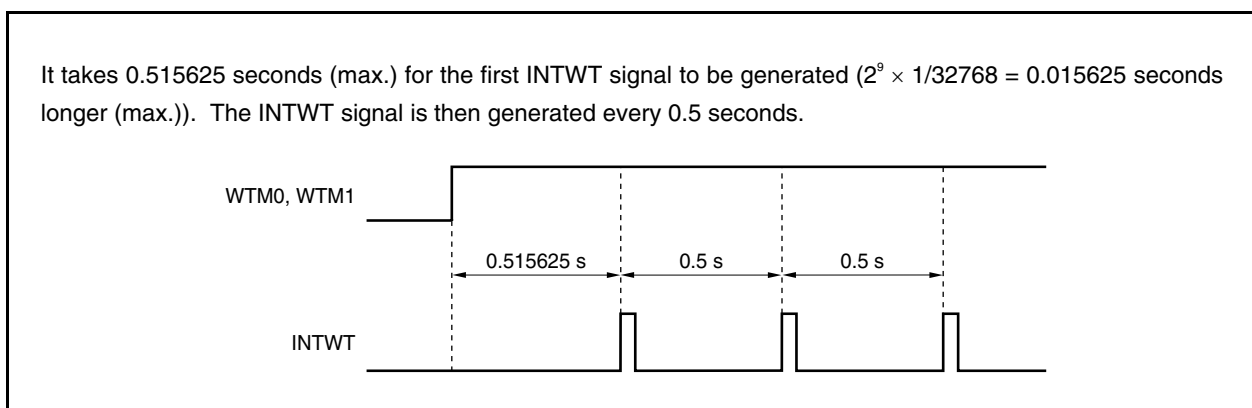 It takes 0.515625 seconds (max.) for the first INTWT signal to be generated (2⁹ × 1/32768 = 0.015625 seconds
longer (max.)).  The INTWT signal is then generated every 0.5 seconds.
WTM0, WTM1
0.515625 s
0.5 s
0.5 s
INTWT